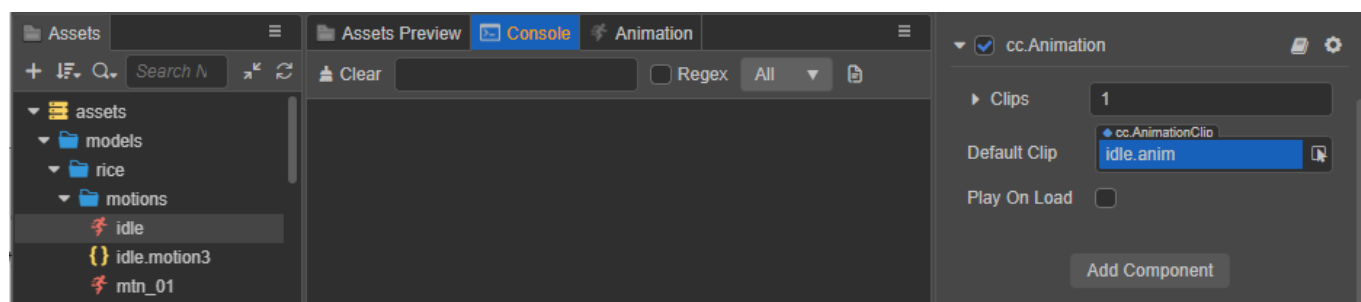 Assets
Search N
assets
models
rice
motions
idle
idle.motion3
mtn_01
Assets Preview
Console
Animation
Clear
Regex
All
cc.Animation
Clips
1
Default Clip
cc.AnimationClip
idle.anim
Play On Load
Add Component